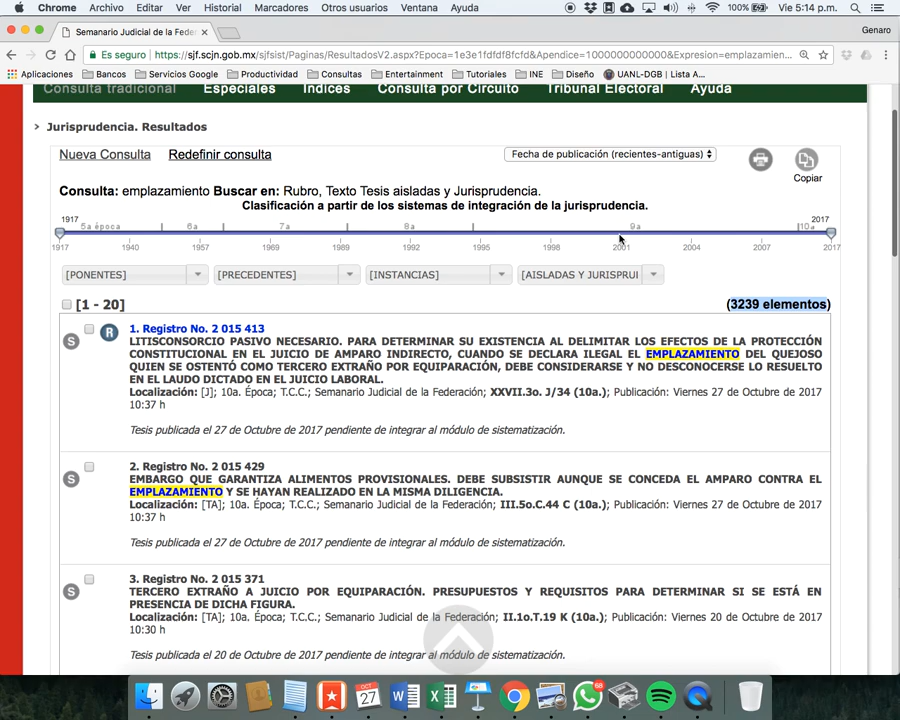 Chrome Archivo Editar Ver Historial Marcadores Otros usuarios Ventana Ayuda 100% Vie 5:14 p.m.
Semanario Judicial de la Feder × Genaro
Es seguro https://sjf.scjn.gob.mx/sjfsist/Paginas/ResultadosV2.aspx?Epoca=1e3e1fdfdf8fcfd&Apendice=1000000000000&Expresion=emplazamien...
Aplicaciones Bancos Servicios Google Productividad Consultas Entertainment Tutoriales INE Diseño UANL-DGB | Lista A...
Consulta tradicional Especiales Índices Consulta por Circuito Tribunal Electoral Ayuda
> Jurisprudencia. Resultados
Nueva Consulta Redefinir consulta Fecha de publicación (recientes-antiguas)
Copiar
Consulta: emplazamiento Buscar en: Rubro, Texto Tesis aisladas y Jurisprudencia.
Clasificación a partir de los sistemas de integración de la jurisprudencia.
1917 2017
5a época 6a 7a 8a 9a 10a
1917 1940 1957 1969 1987 1995 1998 2001 2004 2007 2017
[PONENTES] [PRECEDENTES] [INSTANCIAS] [AISLADAS Y JURISPRUI
[1 - 20] (3239 elementos)
S R 1. Registro No. 2 015 413
LITISCONSORCIO PASIVO NECESARIO. PARA DETERMINAR SU EXISTENCIA AL DELIMITAR LOS EFECTOS DE LA PROTECCIÓN
CONSTITUCIONAL EN EL JUICIO DE AMPARO INDIRECTO, CUANDO SE DECLARA ILEGAL EL EMPLAZAMIENTO DEL QUEJOSO
QUIEN SE OSTENTÓ COMO TERCERO EXTRAÑO POR EQUIPARACIÓN, DEBE CONSIDERARSE Y NO DESCONOCERSE LO RESUELTO
EN EL LAUDO DICTADO EN EL JUICIO LABORAL.
Localización: [J]; 10a. Época; T.C.C.; Semanario Judicial de la Federación; XXVII.3o. J/34 (10a.); Publicación: Viernes 27 de Octubre de 2017
10:37 h
Tesis publicada el 27 de Octubre de 2017 pendiente de integrar al módulo de sistematización.
S 2. Registro No. 2 015 429
EMBARGO QUE GARANTIZA ALIMENTOS PROVISIONALES. DEBE SUBSISTIR AUNQUE SE CONCEDA EL AMPARO CONTRA EL
EMPLAZAMIENTO Y SE HAYAN REALIZADO EN LA MISMA DILIGENCIA.
Localización: [TA]; 10a. Época; T.C.C.; Semanario Judicial de la Federación; III.5o.C.44 C (10a.); Publicación: Viernes 27 de Octubre de 2017
10:37 h
Tesis publicada el 27 de Octubre de 2017 pendiente de integrar al módulo de sistematización.
S 3. Registro No. 2 015 371
TERCERO EXTRAÑO A JUICIO POR EQUIPARACIÓN. PRESUPUESTOS Y REQUISITOS PARA DETERMINAR SI SE ESTÁ EN
PRESENCIA DE DICHA FIGURA.
Localización: [TA]; 10a. Época; T.C.C.; Semanario Judicial de la Federación; II.1o.T.19 K (10a.); Publicación: Viernes 20 de Octubre de 2017
10:30 h
Tesis publicada el 20 de Octubre de 2017 pendiente de integrar al módulo de sistematización.
OCT
27
68